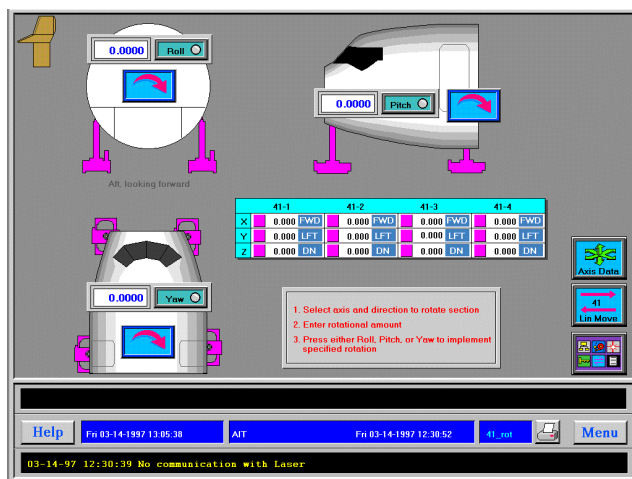 0.0000 Roll
0.0000 Pitch
Aft, looking forward
41-1 41-2 41-3 41-4
X 0.000 FWD 0.000 FWD 0.000 FWD 0.000 FWD
Y 0.000 LFT 0.000 LFT 0.000 LFT 0.000 LFT
Z 0.000 DN 0.000 DN 0.000 DN 0.000 DN
Axis Data
0.0000 Yaw
1. Select axis and direction to rotate section
2. Enter rotational amount
3. Press either Roll, Pitch, or Yaw to implement
specified rotation
41
Lin Move
Help Fri 03-14-1997 13:05:38 AIT Fri 03-14-1997 12:30:52 41_rot Menu
03-14-97 12:30:39 No communication with Laser